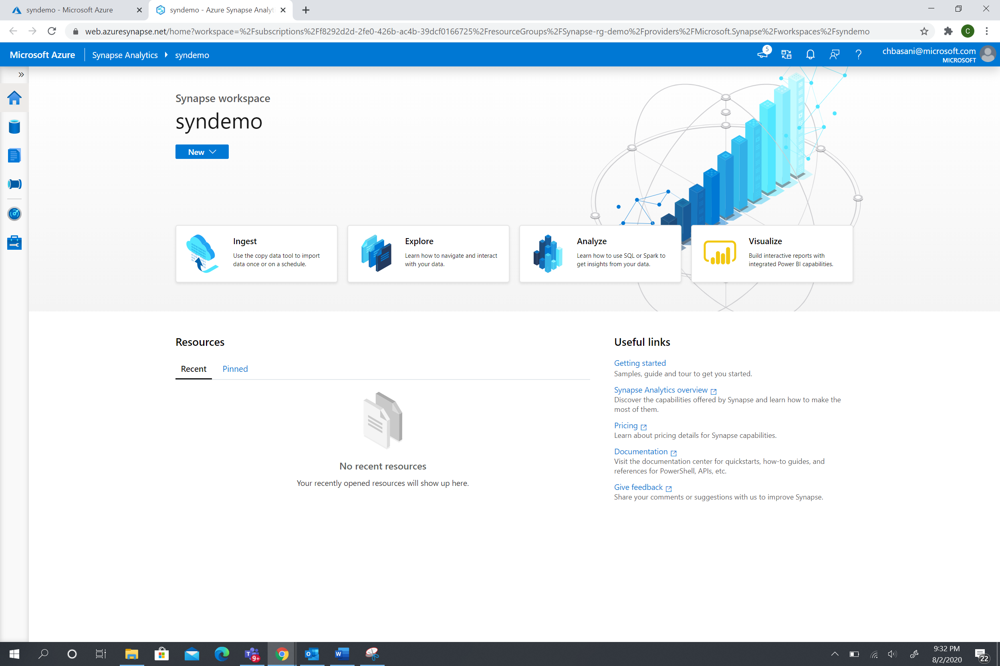 syndemo - Microsoft Azure
syndemo - Azure Synapse Analyt
web.azuresynapse.net/home?workspace=%2Fsubscriptions%2Ff8292d2d-2fe0-426b-ac4b-39dcf0166725%2FresourceGroups%2FSynapse-rg-demo%2Fproviders%2FMicrosoft.Synapse%2Fworkspaces%2Fsyndemo
C
Microsoft Azure
Synapse Analytics
syndemo
5
chbasani@microsoft.com
MICROSOFT
Synapse workspace
syndemo
New
Ingest
Use the copy data tool to import
data once or on a schedule.
Explore
Learn how to navigate and interact
with your data.
Analyze
Learn how to use SQL or Spark to
get insights from your data.
Visualize
Build interactive reports with
integrated Power BI capabilities.
Resources
Recent
Pinned
No recent resources
Your recently opened resources will show up here.
Useful links
Getting started
Samples, guide and tour to get you started.
Synapse Analytics overview
Discover the capabilities offered by Synapse and learn how to make the
most of them.
Pricing
Learn about pricing details for Synapse capabilities.
Documentation
Visit the documentation center for quickstarts, how-to guides, and
references for PowerShell, APIs, etc.
Give feedback
Share your comments or suggestions with us to improve Synapse.
T
9+
O
W
9:32 PM
8/2/2020
22